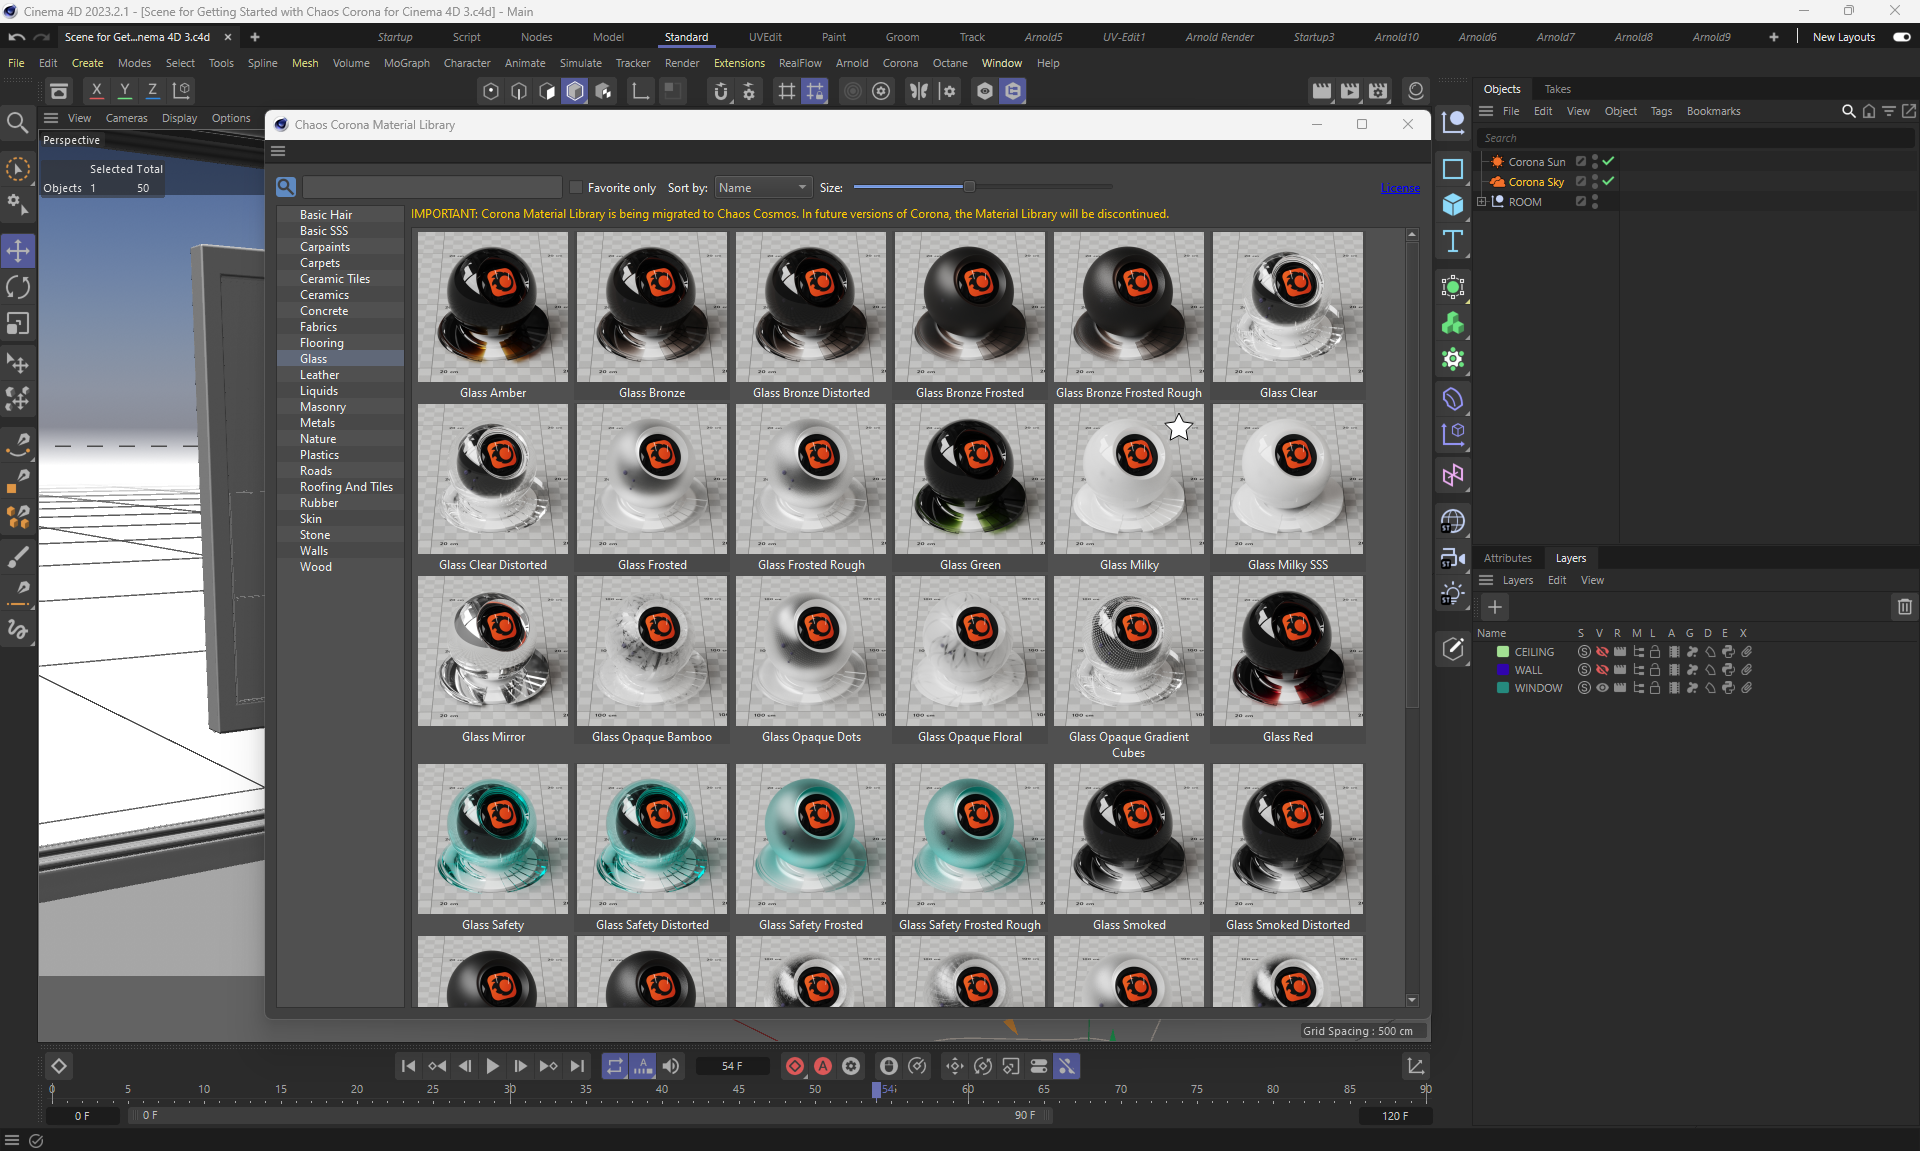 Cinema 4D 2023.2.1 - [Scene for Getting Started with Chaos Corona for Cinema 4D 3.c4d] - Main
Scene for Get...nema 4D 3.c4d
Startup Script Nodes Model Standard UVEdit Paint Groom Track Arnold5 UV-Edit1 Arnold Render Startup3 Arnold10 Arnold6 Arnold7 Arnold8 Arnold9 New Layouts
File Edit Create Modes Select Tools Spline Mesh Volume MoGraph Character Animate Simulate Tracker Render Extensions RealFlow Arnold Corona Octane Window Help
X Y Z
View Cameras Display Options
Perspective
Selected Total
Objects 1 50
Chaos Corona Material Library
Favorite only Sort by: Name Size: License
IMPORTANT: Corona Material Library is being migrated to Chaos Cosmos. In future versions of Corona, the Material Library will be discontinued.
Basic Hair
Basic SSS
Carpaints
Carpets
Ceramic Tiles
Ceramics
Concrete
Fabrics
Flooring
Glass
Leather
Liquids
Masonry
Metals
Nature
Plastics
Roads
Roofing And Tiles
Rubber
Skin
Stone
Walls
Wood
Glass Amber Glass Bronze Glass Bronze Distorted Glass Bronze Frosted Glass Bronze Frosted Rough Glass Clear
Glass Clear Distorted Glass Frosted Glass Frosted Rough Glass Green Glass Milky Glass Milky SSS
Glass Mirror Glass Opaque Bamboo Glass Opaque Dots Glass Opaque Floral Glass Opaque Gradient Cubes Glass Red
Glass Safety Glass Safety Distorted Glass Safety Frosted Glass Safety Frosted Rough Glass Smoked Glass Smoked Distorted
Grid Spacing : 500 cm
Objects Takes
File Edit View Object Tags Bookmarks
Search
Corona Sun
Corona Sky
ROOM
Attributes Layers
Layers Edit View
Name S V R M L A G D E X
CEILING
WALL
WINDOW
54 F
0 5 10 15 20 25 30 35 40 45 50 54 60 65 70 75 80 85 90
0 F 0 F 90 F 120 F